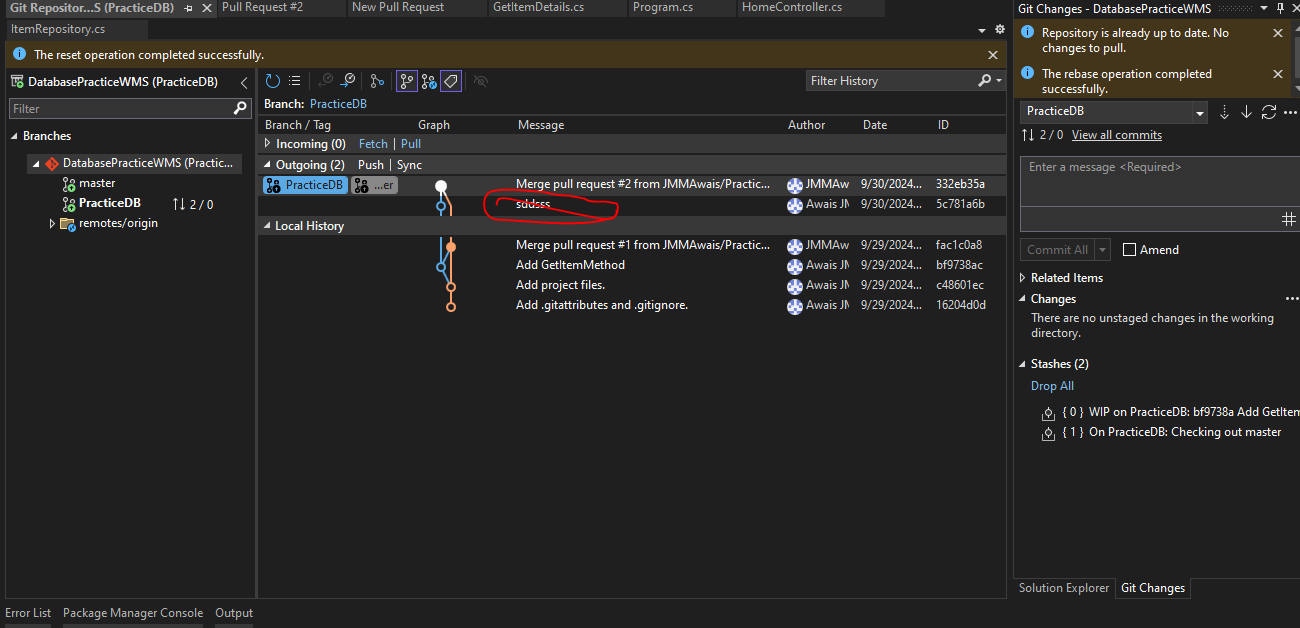 Git Repositor...S (PracticeDB)
Pull Request #2
New Pull Request
GetItemDetails.cs
Program.cs
HomeController.cs
ItemRepository.cs
The reset operation completed successfully.
DatabasePracticeWMS (PracticeDB)
Filter
Branches
DatabasePracticeWMS (Practic...
master
PracticeDB 2 / 0
remotes/origin
Filter History
Branch: PracticeDB
Branch / Tag Graph Message Author Date ID
Incoming (0) Fetch | Pull
Outgoing (2) Push | Sync
PracticeDB ...er Merge pull request #2 from JMMAwais/Practic... JMMAw 9/30/2024... 332eb35a
sddsss Awais JM 9/30/2024... 5c781a6b
Local History
Merge pull request #1 from JMMAwais/Practic... JMMAw 9/29/2024... fac1c0a8
Add GetItemMethod Awais JM 9/29/2024... bf9738ac
Add project files. Awais JM 9/29/2024... c48601ec
Add .gitattributes and .gitignore. Awais JM 9/29/2024... 16204d0d
Git Changes - DatabasePracticeWMS
Repository is already up to date. No
changes to pull.
The rebase operation completed
successfully.
PracticeDB
2 / 0 View all commits
Enter a message <Required>
Commit All Amend
Related Items
Changes
There are no unstaged changes in the working
directory.
Stashes (2)
Drop All
{ 0 } WIP on PracticeDB: bf9738a Add GetItem
{ 1 } On PracticeDB: Checking out master
Solution Explorer Git Changes
Error List Package Manager Console Output